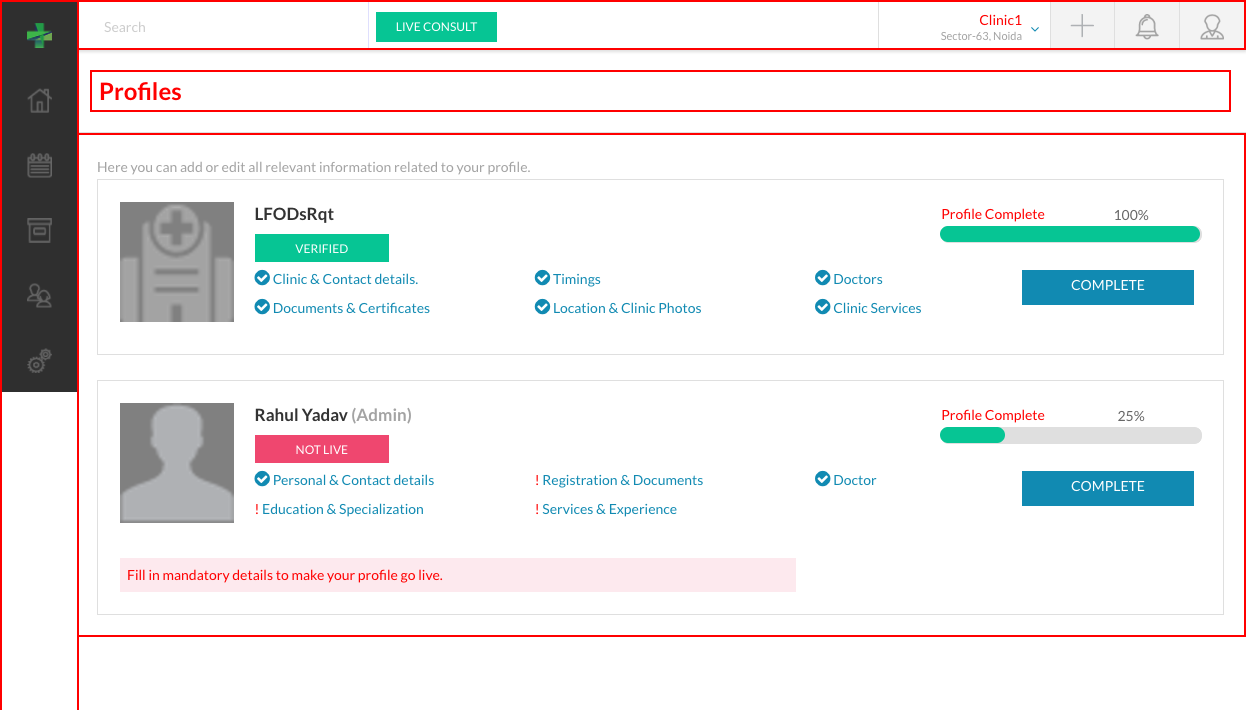 Search
LIVE CONSULT
Clinic1
Sector-63, Noida
Profiles
Here you can add or edit all relevant information related to your profile.
LFODsRqt
Profile Complete 100%
VERIFIED
Clinic & Contact details. Timings Doctors
COMPLETE
Documents & Certificates Location & Clinic Photos Clinic Services
Rahul Yadav (Admin)
Profile Complete 25%
NOT LIVE
Personal & Contact details ! Registration & Documents Doctor
COMPLETE
! Education & Specialization ! Services & Experience
Fill in mandatory details to make your profile go live.